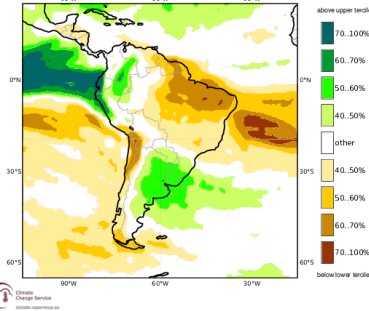 above upper tercile
70..100%
60..70%
50..60%
40..50%
other
40..50%
50..60%
60..70%
70..100%
below lower tercile
0°N
0°N
30°S
30°S
60°S
60°S
90°W
60°W
30°W
Climate
Change Service
climate.copernicus.eu